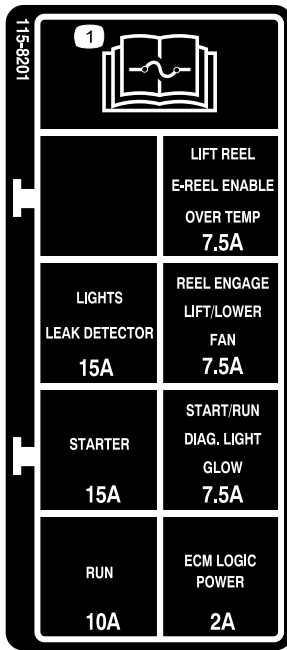 115-8201
1
LIFT REEL
E-REEL ENABLE
OVER TEMP
7.5A
LIGHTS
LEAK DETECTOR
15A
REEL ENGAGE
LIFT/LOWER
FAN
7.5A
STARTER
15A
START/RUN
DIAG. LIGHT
GLOW
7.5A
RUN
10A
ECM LOGIC
POWER
2A